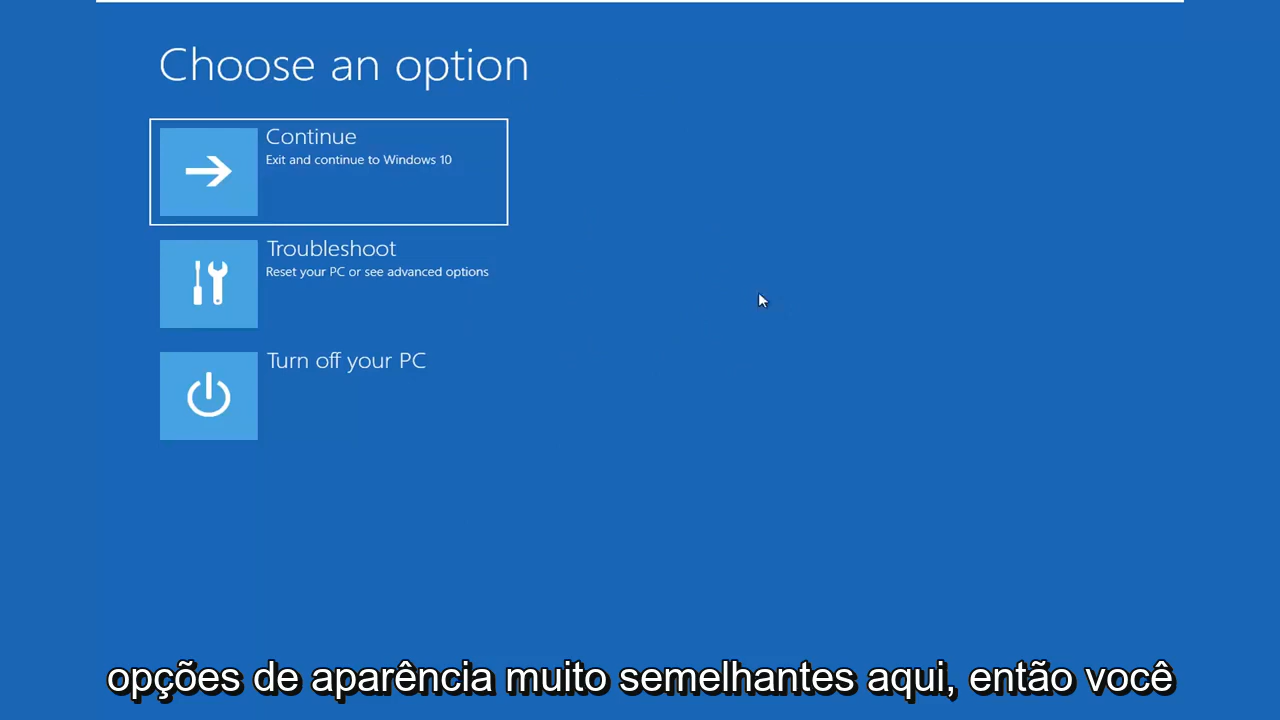 Choose an option
Continue
Exit and continue to Windows 10
Troubleshoot
Reset your PC or see advanced options
Turn off your PC
opções de aparência muito semelhantes aqui, então você